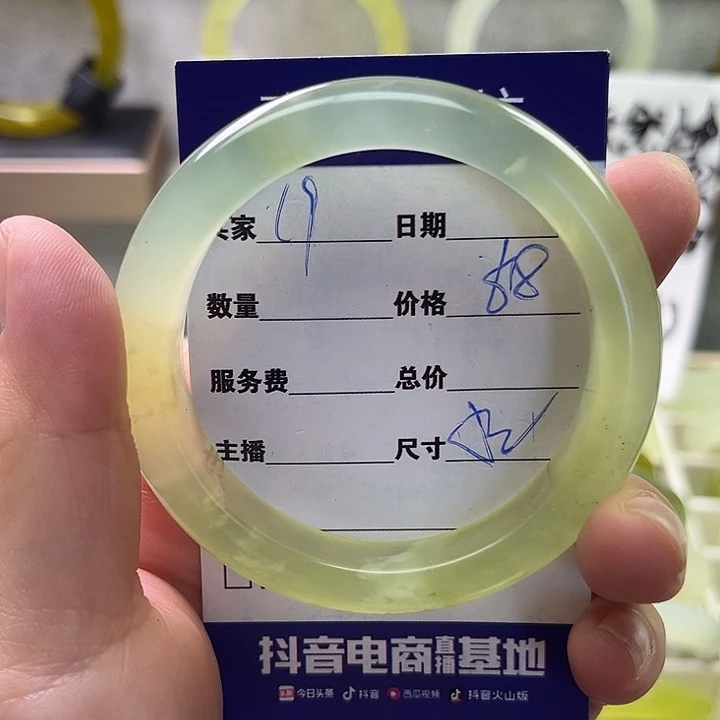 家 19 日期
数量 价格 88
服务费 总价
主播 尺寸
抖音电商直播基地
今日头条 抖音 西瓜视频 抖音火山版